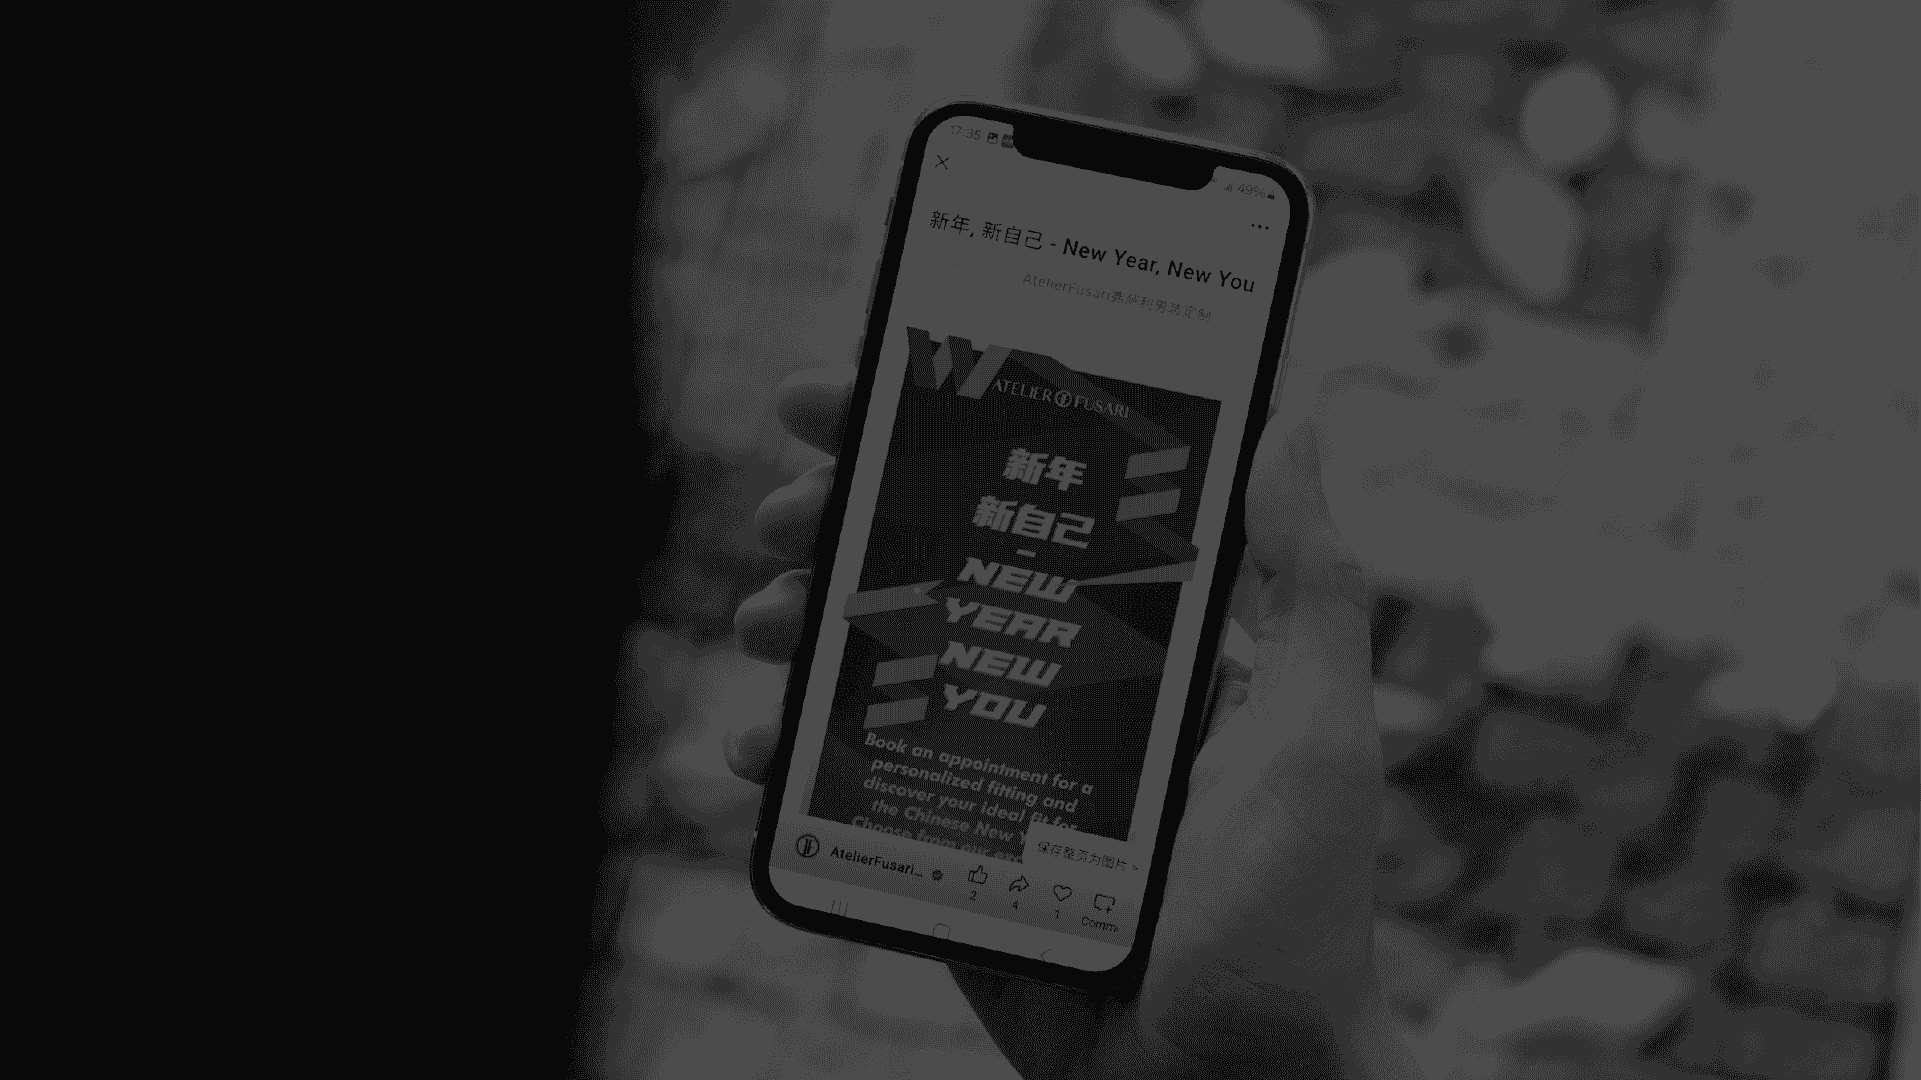 17:35
49%
新年, 新自己 - New Year, New You
AtelierFusari弗萨利男装定制
ATELIER FUSARI
新年
新自己
-
NEW
YEAR
NEW
YOU
Book an appointment for a
personalized fitting and
discover your ideal fit for
the Chinese New
Choose from our
保存整页为图片 >
AtelierFusari...
2
4
1
Comm